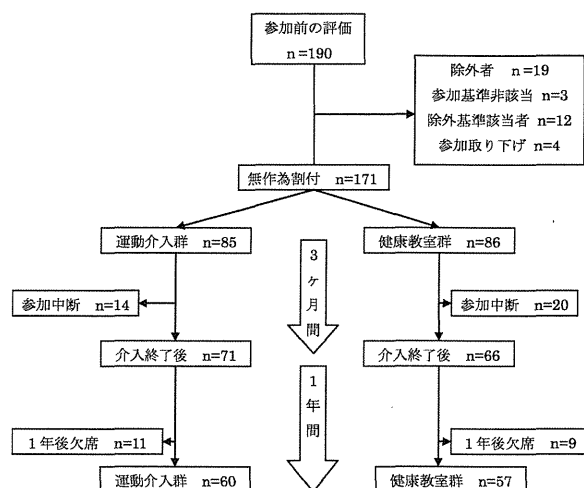 参加前の評価
n=190
除外者 n=19
参加基準非該当 n=3
除外基準該当者 n=12
参加取り下げ n=4
無作為割付 n=171
運動介入群 n=85
健康教室群 n=86
3ヶ月間
参加中断 n=14
参加中断 n=20
介入終了後 n=71
介入終了後 n=66
1年間
1年後欠席 n=11
1年後欠席 n=9
運動介入群 n=60
健康教室群 n=57